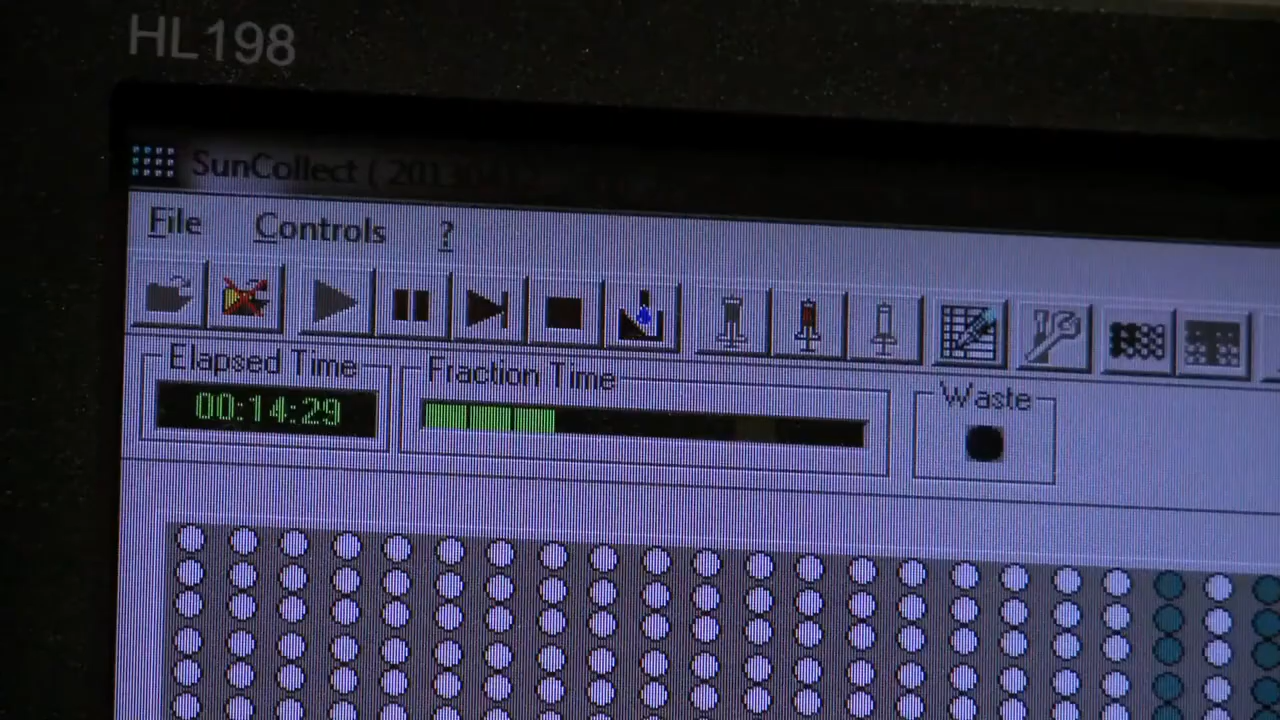 HL198
SunCollect (
File Controls ?
Elapsed Time Fraction Time Waste
00:14:29